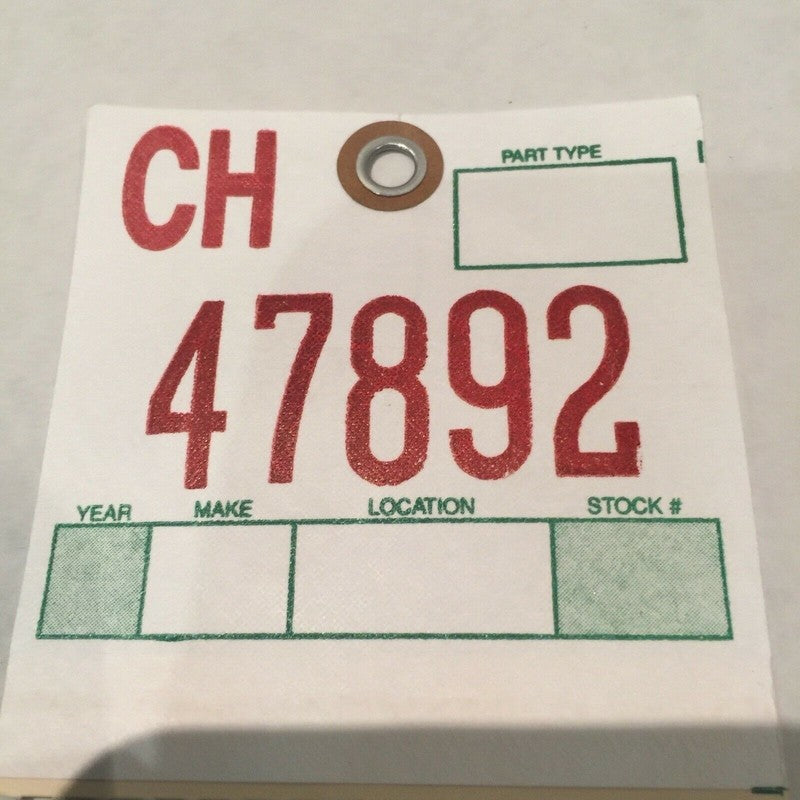 CH
PART TYPE
47892
YEAR MAKE LOCATION STOCK #